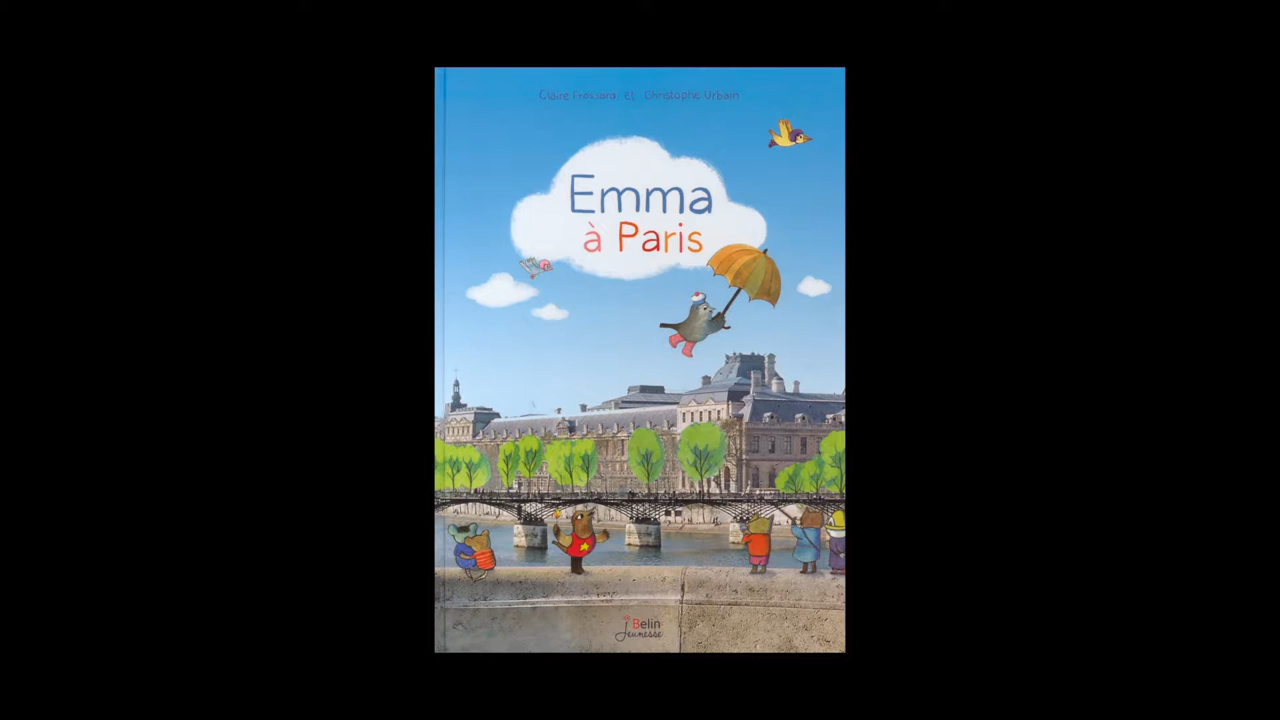 Claire Frossard et Christophe Urbain
Emma
à Paris
Belin
Jeunesse